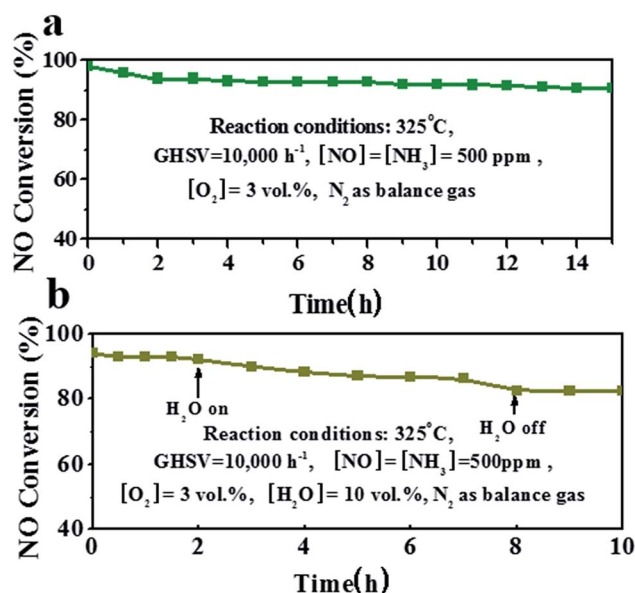 a
NO Conversion (%)
100
80
60
40
Reaction conditions: 325°C,
GHSV=10,000 h⁻¹, [NO]=[NH₃]= 500 ppm ,
[O₂]= 3 vol.%, N₂ as balance gas
0 2 4 6 8 10 12 14
Time(h)
b
NO Conversion (%)
100
80
60
40
H₂O on
H₂O off
Reaction conditions: 325°C,
GHSV=10,000 h⁻¹, [NO]=[NH₃]=500ppm ,
[O₂]= 3 vol.%, [H₂O]= 10 vol.%, N₂ as balance gas
0 2 4 6 8 10
Time(h)